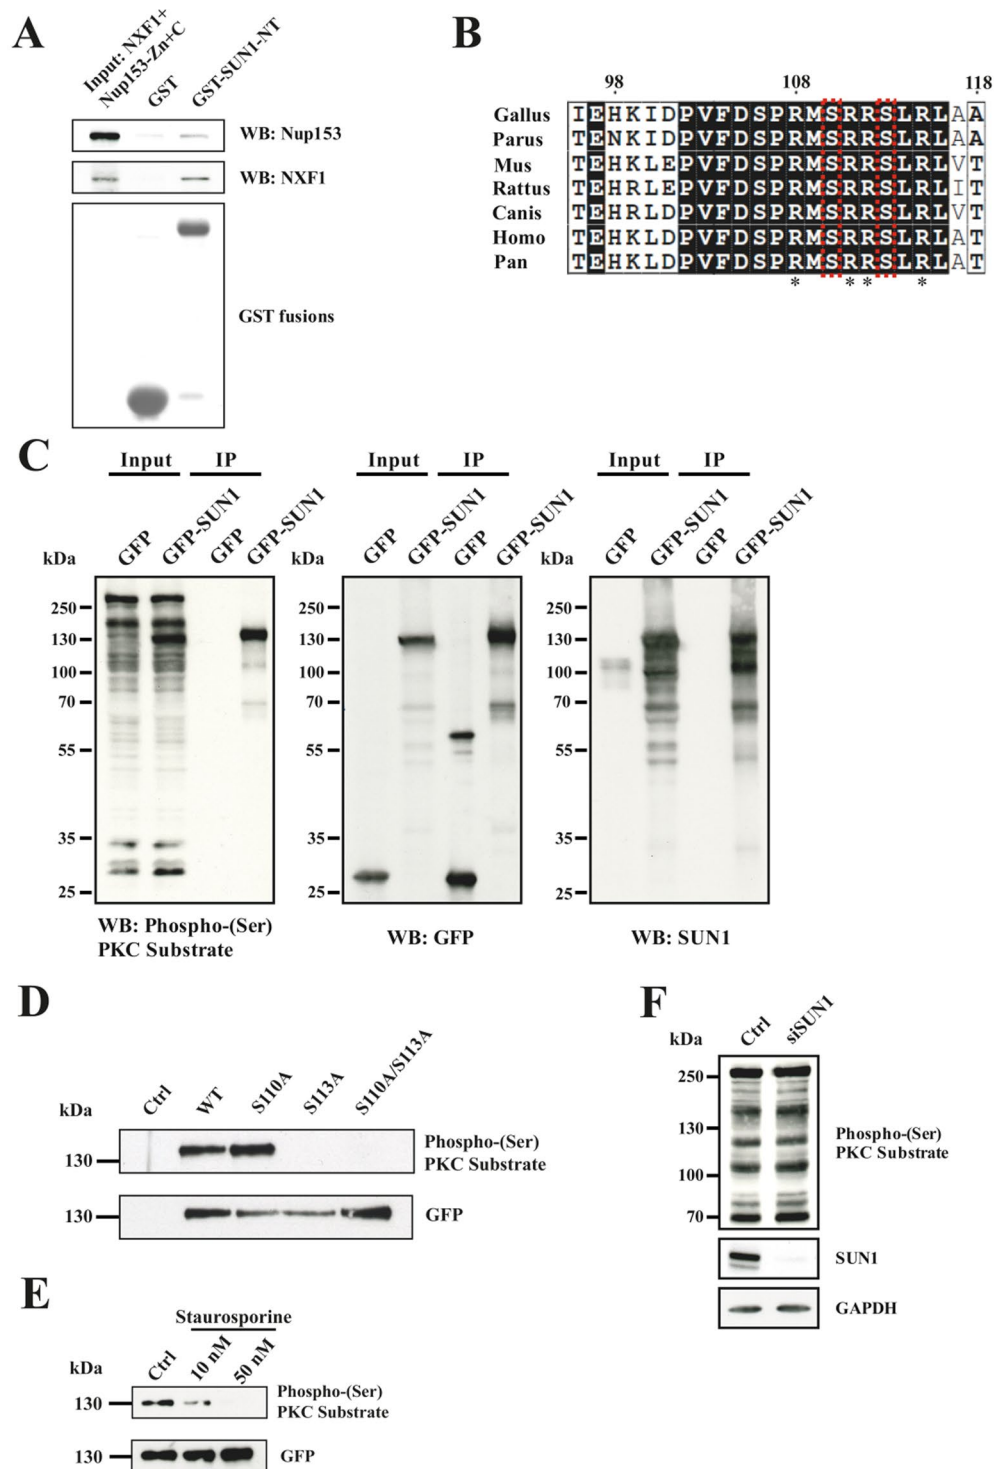 A
Input: NXF1+
Nup153-Zn+C
GST
GST-SUN1-NT
WB: Nup153
WB: NXF1
GST fusions
B
98 108 118
Gallus IEHKIDPVFDSPRMSRRSLRLAA
Parus TENKIDPVFDSPRMSRRSLRLAA
Mus TEHKLEPVFDSPRMSRRSLRLVT
Rattus TEHRLEPVFDSPRMSRRSLRLIT
Canis TEHRLDPVFDSPRMSRRSLRLVT
Homo TEHKLDPVFDSPRMSRRSLRLAT
Pan TEHKLDPVFDSPRMSRRSLRLAT
* * * *
C
Input IP Input IP Input IP
kDa GFP GFP-SUN1 GFP GFP-SUN1 kDa GFP GFP-SUN1 GFP GFP-SUN1 kDa GFP GFP-SUN1 GFP GFP-SUN1
250 250 250
130 130 130
100 100 100
70 70 70
55 55 55
35 35 35
25 25 25
WB: Phospho-(Ser)
PKC Substrate
WB: GFP
WB: SUN1
D
kDa Ctrl WT S110A S113A S110A/S113A
130
Phospho-(Ser)
PKC Substrate
130 GFP
E
Staurosporine
kDa Ctrl 10 nM 50 nM
130
Phospho-(Ser)
PKC Substrate
130 GFP
F
kDa Ctrl siSUN1
250
130
100
70
Phospho-(Ser)
PKC Substrate
SUN1
GAPDH